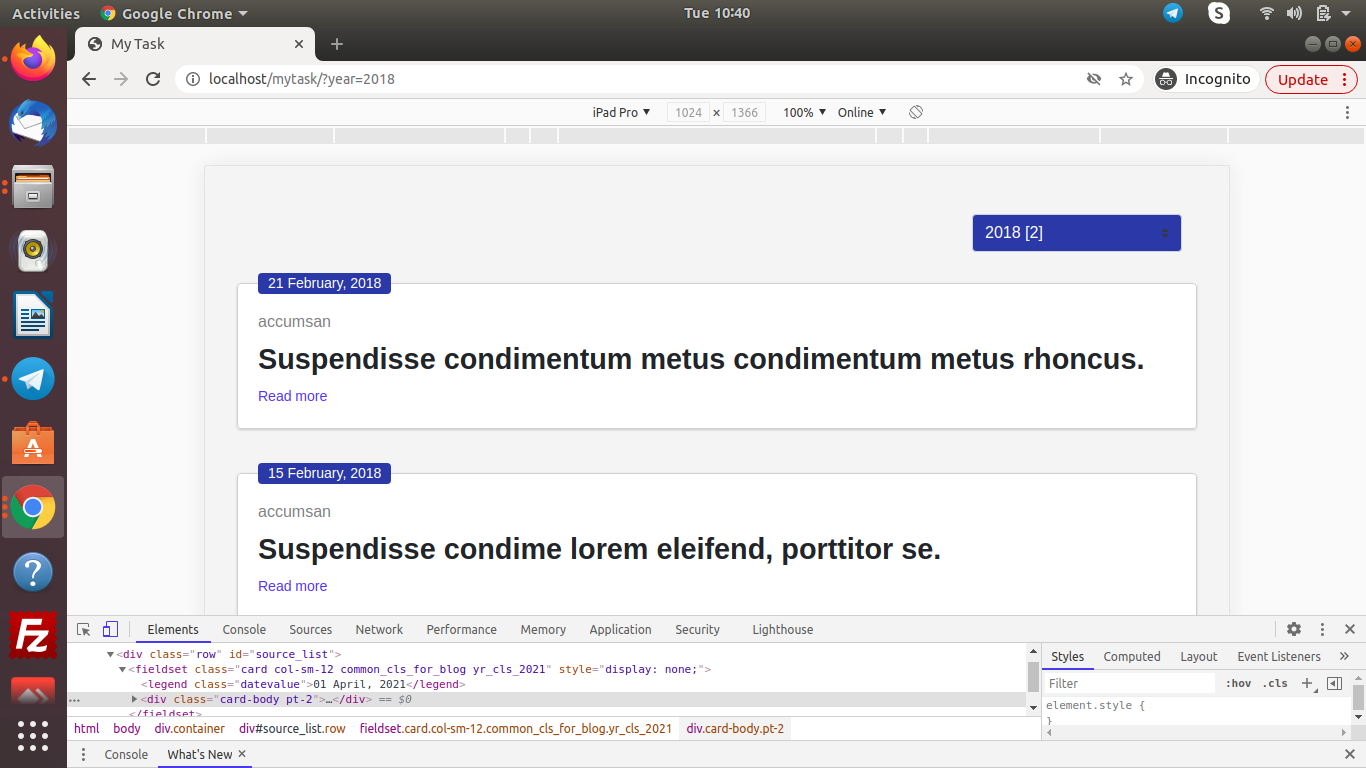 Activities Google Chrome Tue 10:40
My Task
localhost/mytask/?year=2018 Incognito Update
iPad Pro 1024 × 1366 100% Online
2018 [2]
21 February, 2018
accumsan
Suspendisse condimentum metus condimentum metus rhoncus.
Read more
15 February, 2018
accumsan
Suspendisse condime lorem eleifend, porttitor se.
Read more
Elements Console Sources Network Performance Memory Application Security Lighthouse
<div class="row" id="source_list">
<fieldset class="card col-sm-12 common_cls_for_blog yr_cls_2021" style="display: none;">
<legend class="datevalue">01 April, 2021</legend>
<div class="card-body pt-2">…</div> == $0
</fieldset>
Styles Computed Layout Event Listeners »
Filter :hov .cls
element.style {
}
html body div.container div#source_list.row fieldset.card.col-sm-12.common_cls_for_blog.yr_cls_2021 div.card-body.pt-2
Console What's New